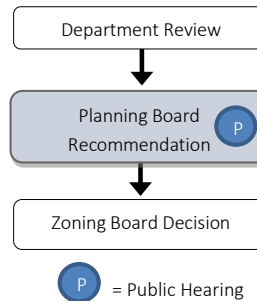 Department Review
Planning Board
Recommendation
P
Zoning Board Decision
P = Public Hearing